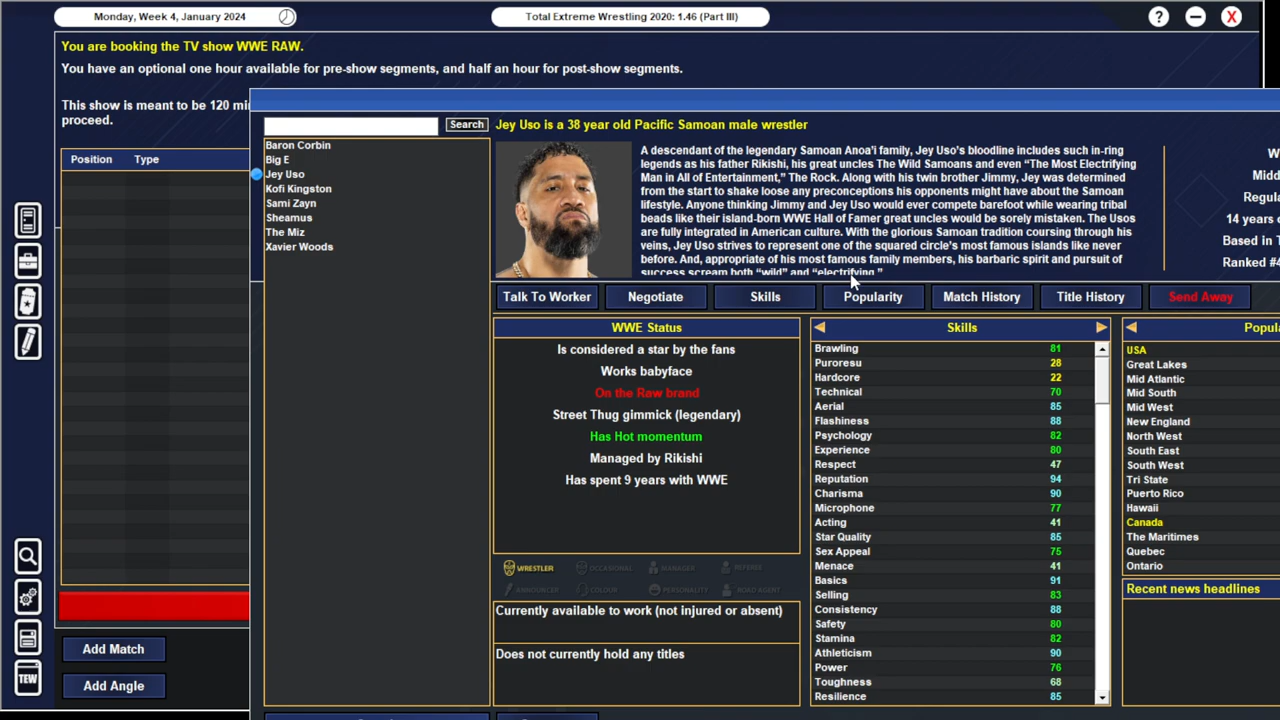 Monday, Week 4, January 2024
Total Extreme Wrestling 2020: 1.46 (Part III)
?
X
You are booking the TV show WWE RAW.
You have an optional one hour available for pre-show segments, and half an hour for post-show segments.
This show is meant to be 120 min
proceed.
Position
Type
Search
Baron Corbin
Big E
Jey Uso
Kofi Kingston
Sami Zayn
Sheamus
The Miz
Xavier Woods
Jey Uso is a 38 year old Pacific Samoan male wrestler
A descendant of the legendary Samoan Anoa'i family, Jey Uso's bloodline includes such in-ring
legends as his father Rikishi, his great uncles The Wild Samoans and even “The Most Electrifying
Man in All of Entertainment,” The Rock. Along with his twin brother Jimmy, Jey was determined
from the start to shake loose any preconceptions his opponents might have about the Samoan
lifestyle. Anyone thinking Jimmy and Jey Uso would ever compete barefoot while wearing tribal
beads like their island-born WWE Hall of Famer great uncles would be sorely mistaken. The Usos
are fully integrated in American culture. With the glorious Samoan tradition coursing through his
veins, Jey Uso strives to represent one of the squared circle's most famous islands like never
before. And, appropriate of his most famous family members, his barbaric spirit and pursuit of
success scream both “wild” and “electrifying.”
W
Midd
Regula
14 years o
Based in T
Ranked #4
Talk To Worker
Negotiate
Skills
Popularity
Match History
Title History
Send Away
WWE Status
Is considered a star by the fans
Works babyface
On the Raw brand
Street Thug gimmick (legendary)
Has Hot momentum
Managed by Rikishi
Has spent 9 years with WWE
WRESTLER
OCCASIONAL
MANAGER
REFEREE
ANNOUNCER
COLOUR
PERSONALITY
ROAD AGENT
Currently available to work (not injured or absent)
Does not currently hold any titles
Skills
Brawling 81
Puroresu 28
Hardcore 22
Technical 70
Aerial 85
Flashiness 88
Psychology 82
Experience 80
Respect 47
Reputation 94
Charisma 90
Microphone 77
Acting 41
Star Quality 85
Sex Appeal 75
Menace 41
Basics 91
Selling 83
Consistency 88
Safety 80
Stamina 82
Athleticism 90
Power 76
Toughness 68
Resilience 85
Popula
USA
Great Lakes
Mid Atlantic
Mid South
Mid West
New England
North West
South East
South West
Tri State
Puerto Rico
Hawaii
Canada
The Maritimes
Quebec
Ontario
Recent news headlines
Add Match
Add Angle
TEW